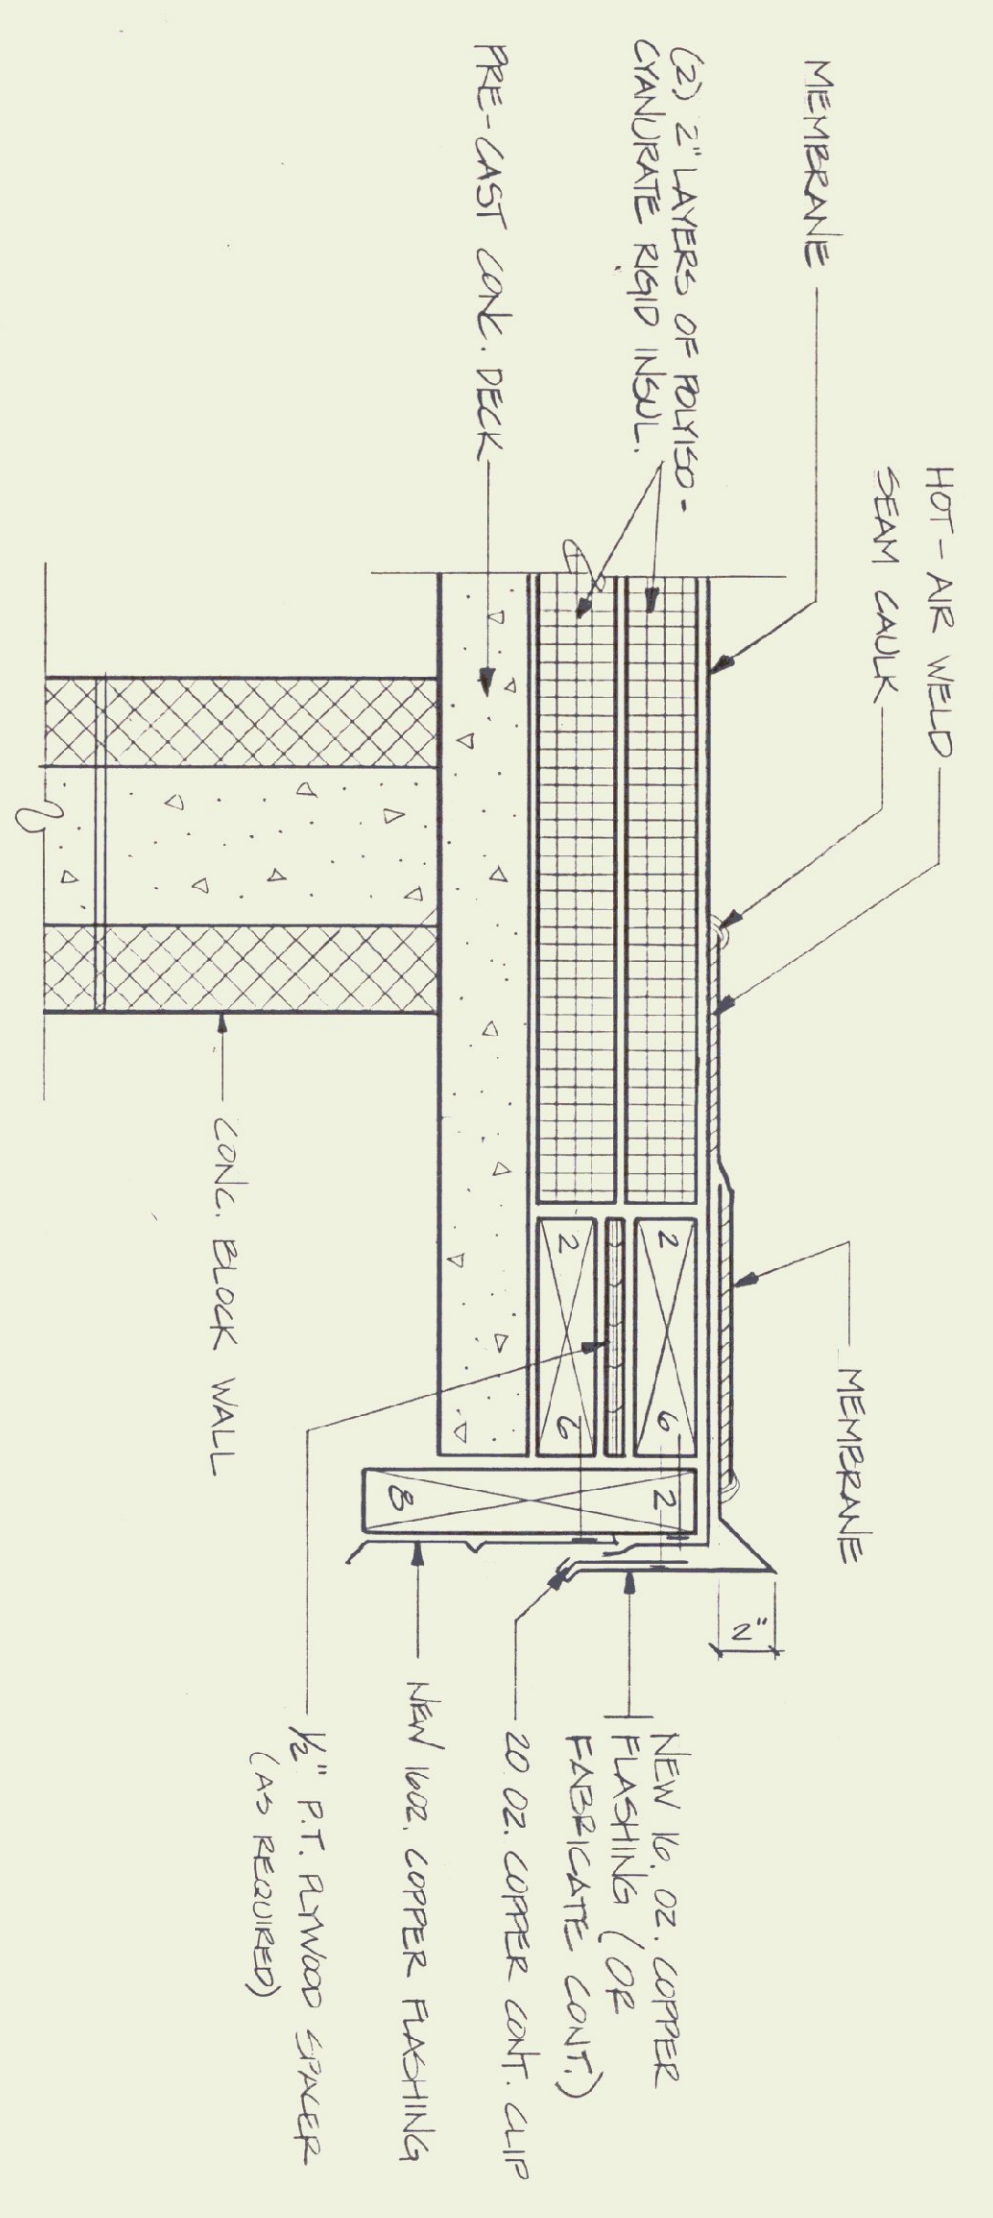 MEMBRANE
(2) 2" LAYERS OF POLYISO-
CYANURATE RIGID INSUL.
PRE-CAST CONC. DECK
HOT-AIR WELD
SEAM CAULK
MEMBRANE
CONC. BLOCK WALL
2 6
2 6
2 8
2"
NEW 16. OZ. COPPER
FLASHING (OR
FABRICATE CONT.)
20 OZ. COPPER CONT. CLIP
NEW 16OZ. COPPER FLASHING
1/2" P.T. PLYWOOD SPACER
(AS REQUIRED)